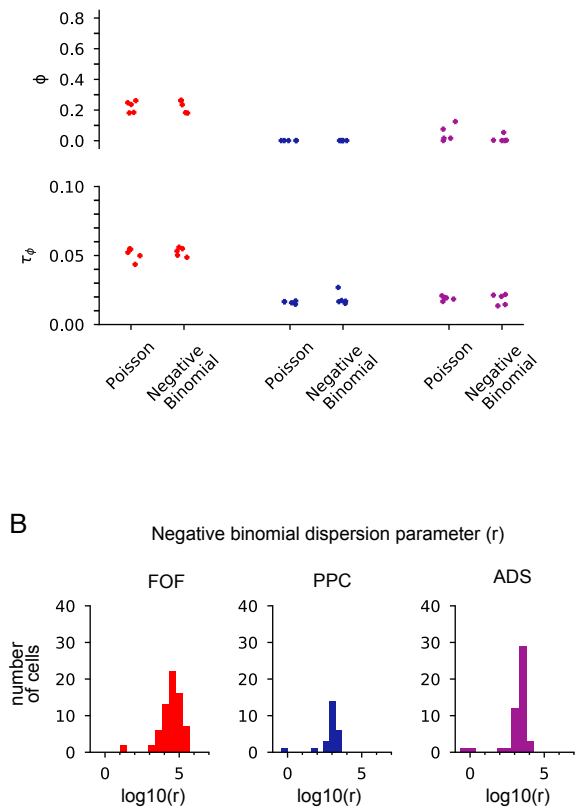 0.8
0.6
0.4
0.2
0.0
ϕ
0.10
0.05
0.00
τϕ
Poisson
Negative
Binomial
Poisson
Negative
Binomial
Poisson
Negative
Binomial
B
Negative binomial dispersion parameter (r)
FOF
PPC
ADS
number
of cells
40
30
20
10
0
40
30
20
10
0
40
30
20
10
0
0 5
0 5
0 5
log10(r)
log10(r)
log10(r)